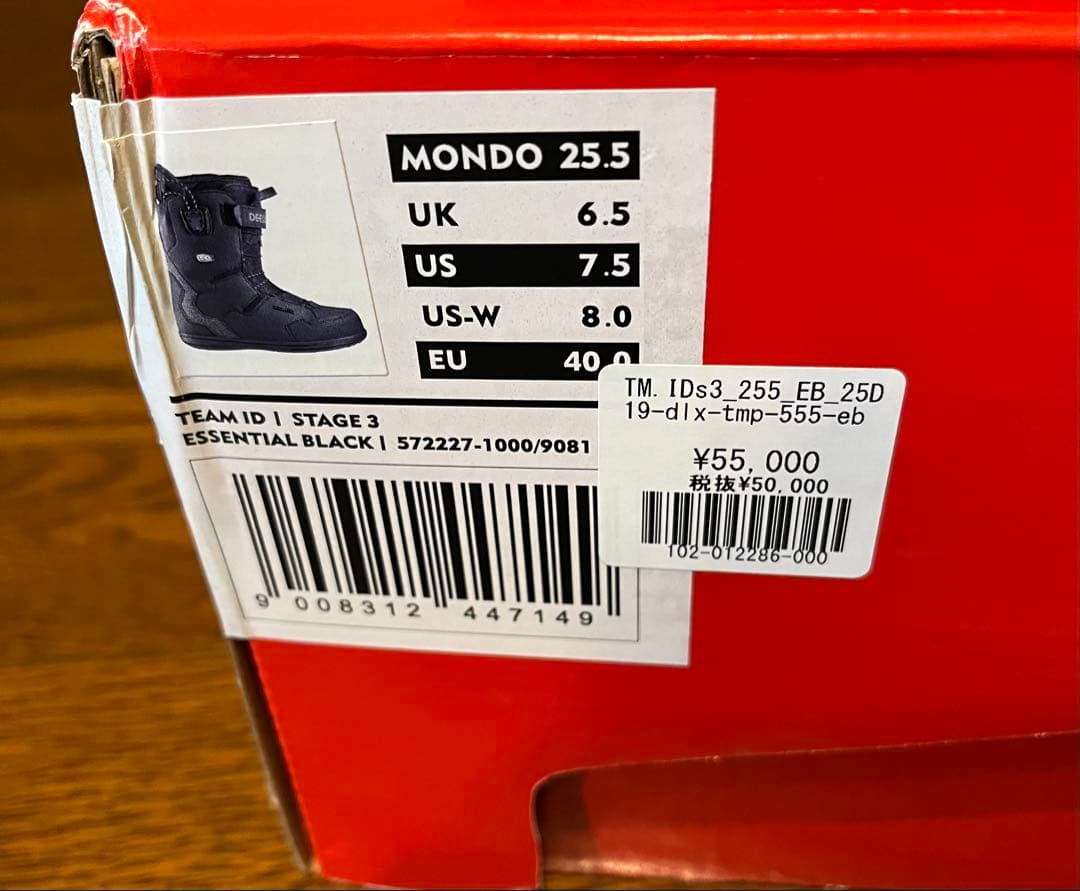 MONDO 25.5
UK 6.5
US 7.5
US-W 8.0
EU 40.0
TEAM ID | STAGE 3
ESSENTIAL BLACK | 572227-1000/9081
9 008312 447149
TM. IDs3_255_EB_25D
19-dlx-tmp-555-eb
¥55,000
税抜¥50,000
102-012286-000